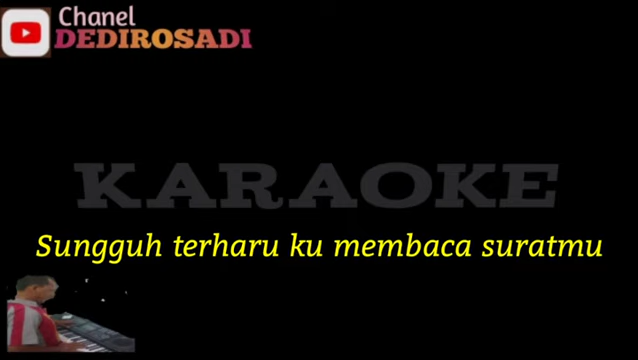 Chanel
DEDIROSADI
KARAOKE
Sungguh terharu ku membaca suratmu